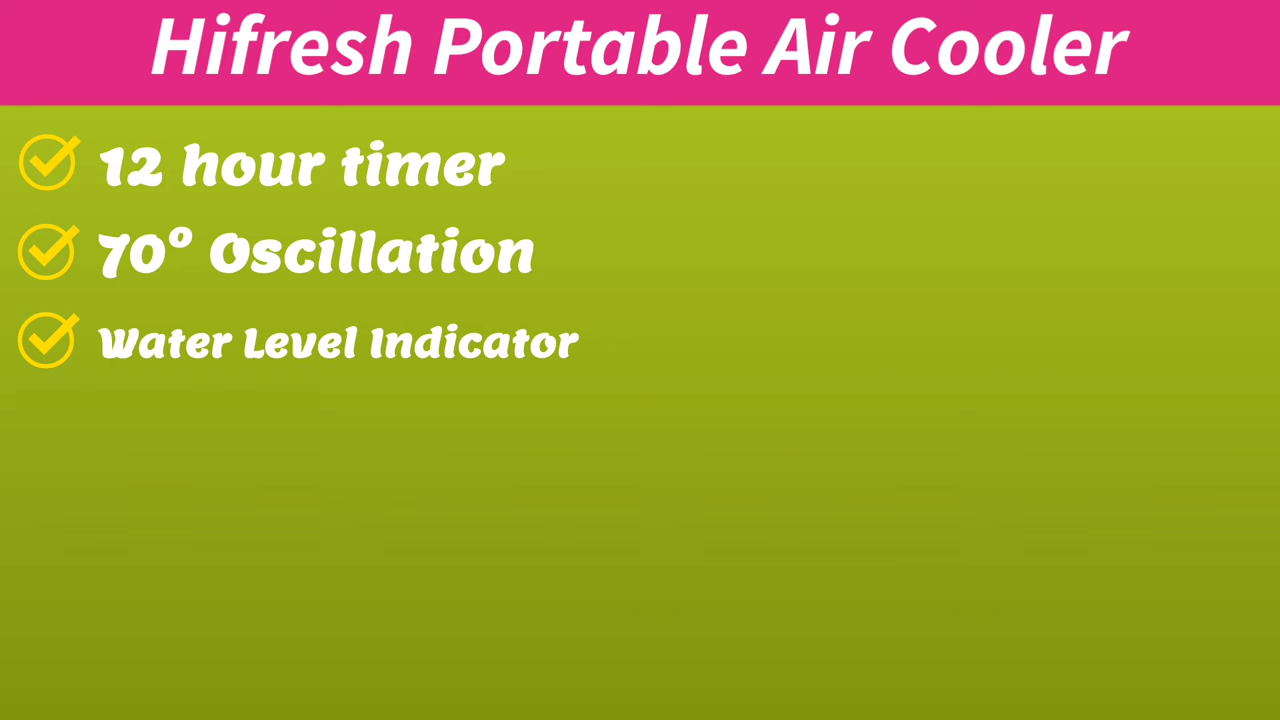 Hifresh Portable Air Cooler
12 hour timer
70° Oscillation
Water Level Indicator